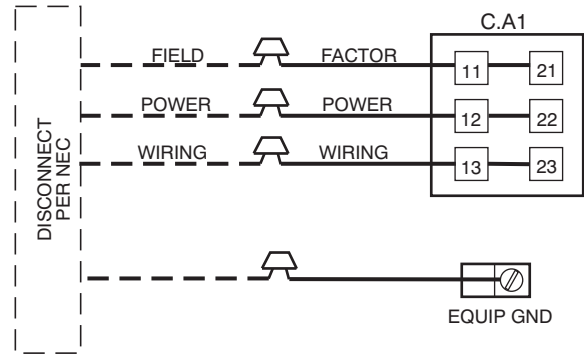 C.A1
FIELD FACTOR
11 21
POWER POWER
12 22
WIRING WIRING
13 23
DISCONNECT
PER NEC
EQUIP GND